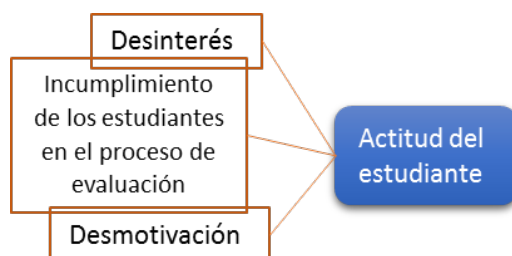 Desinterés
Incumplimiento
de los estudiantes
en el proceso de
evaluación
Desmotivación
Actitud del
estudiante